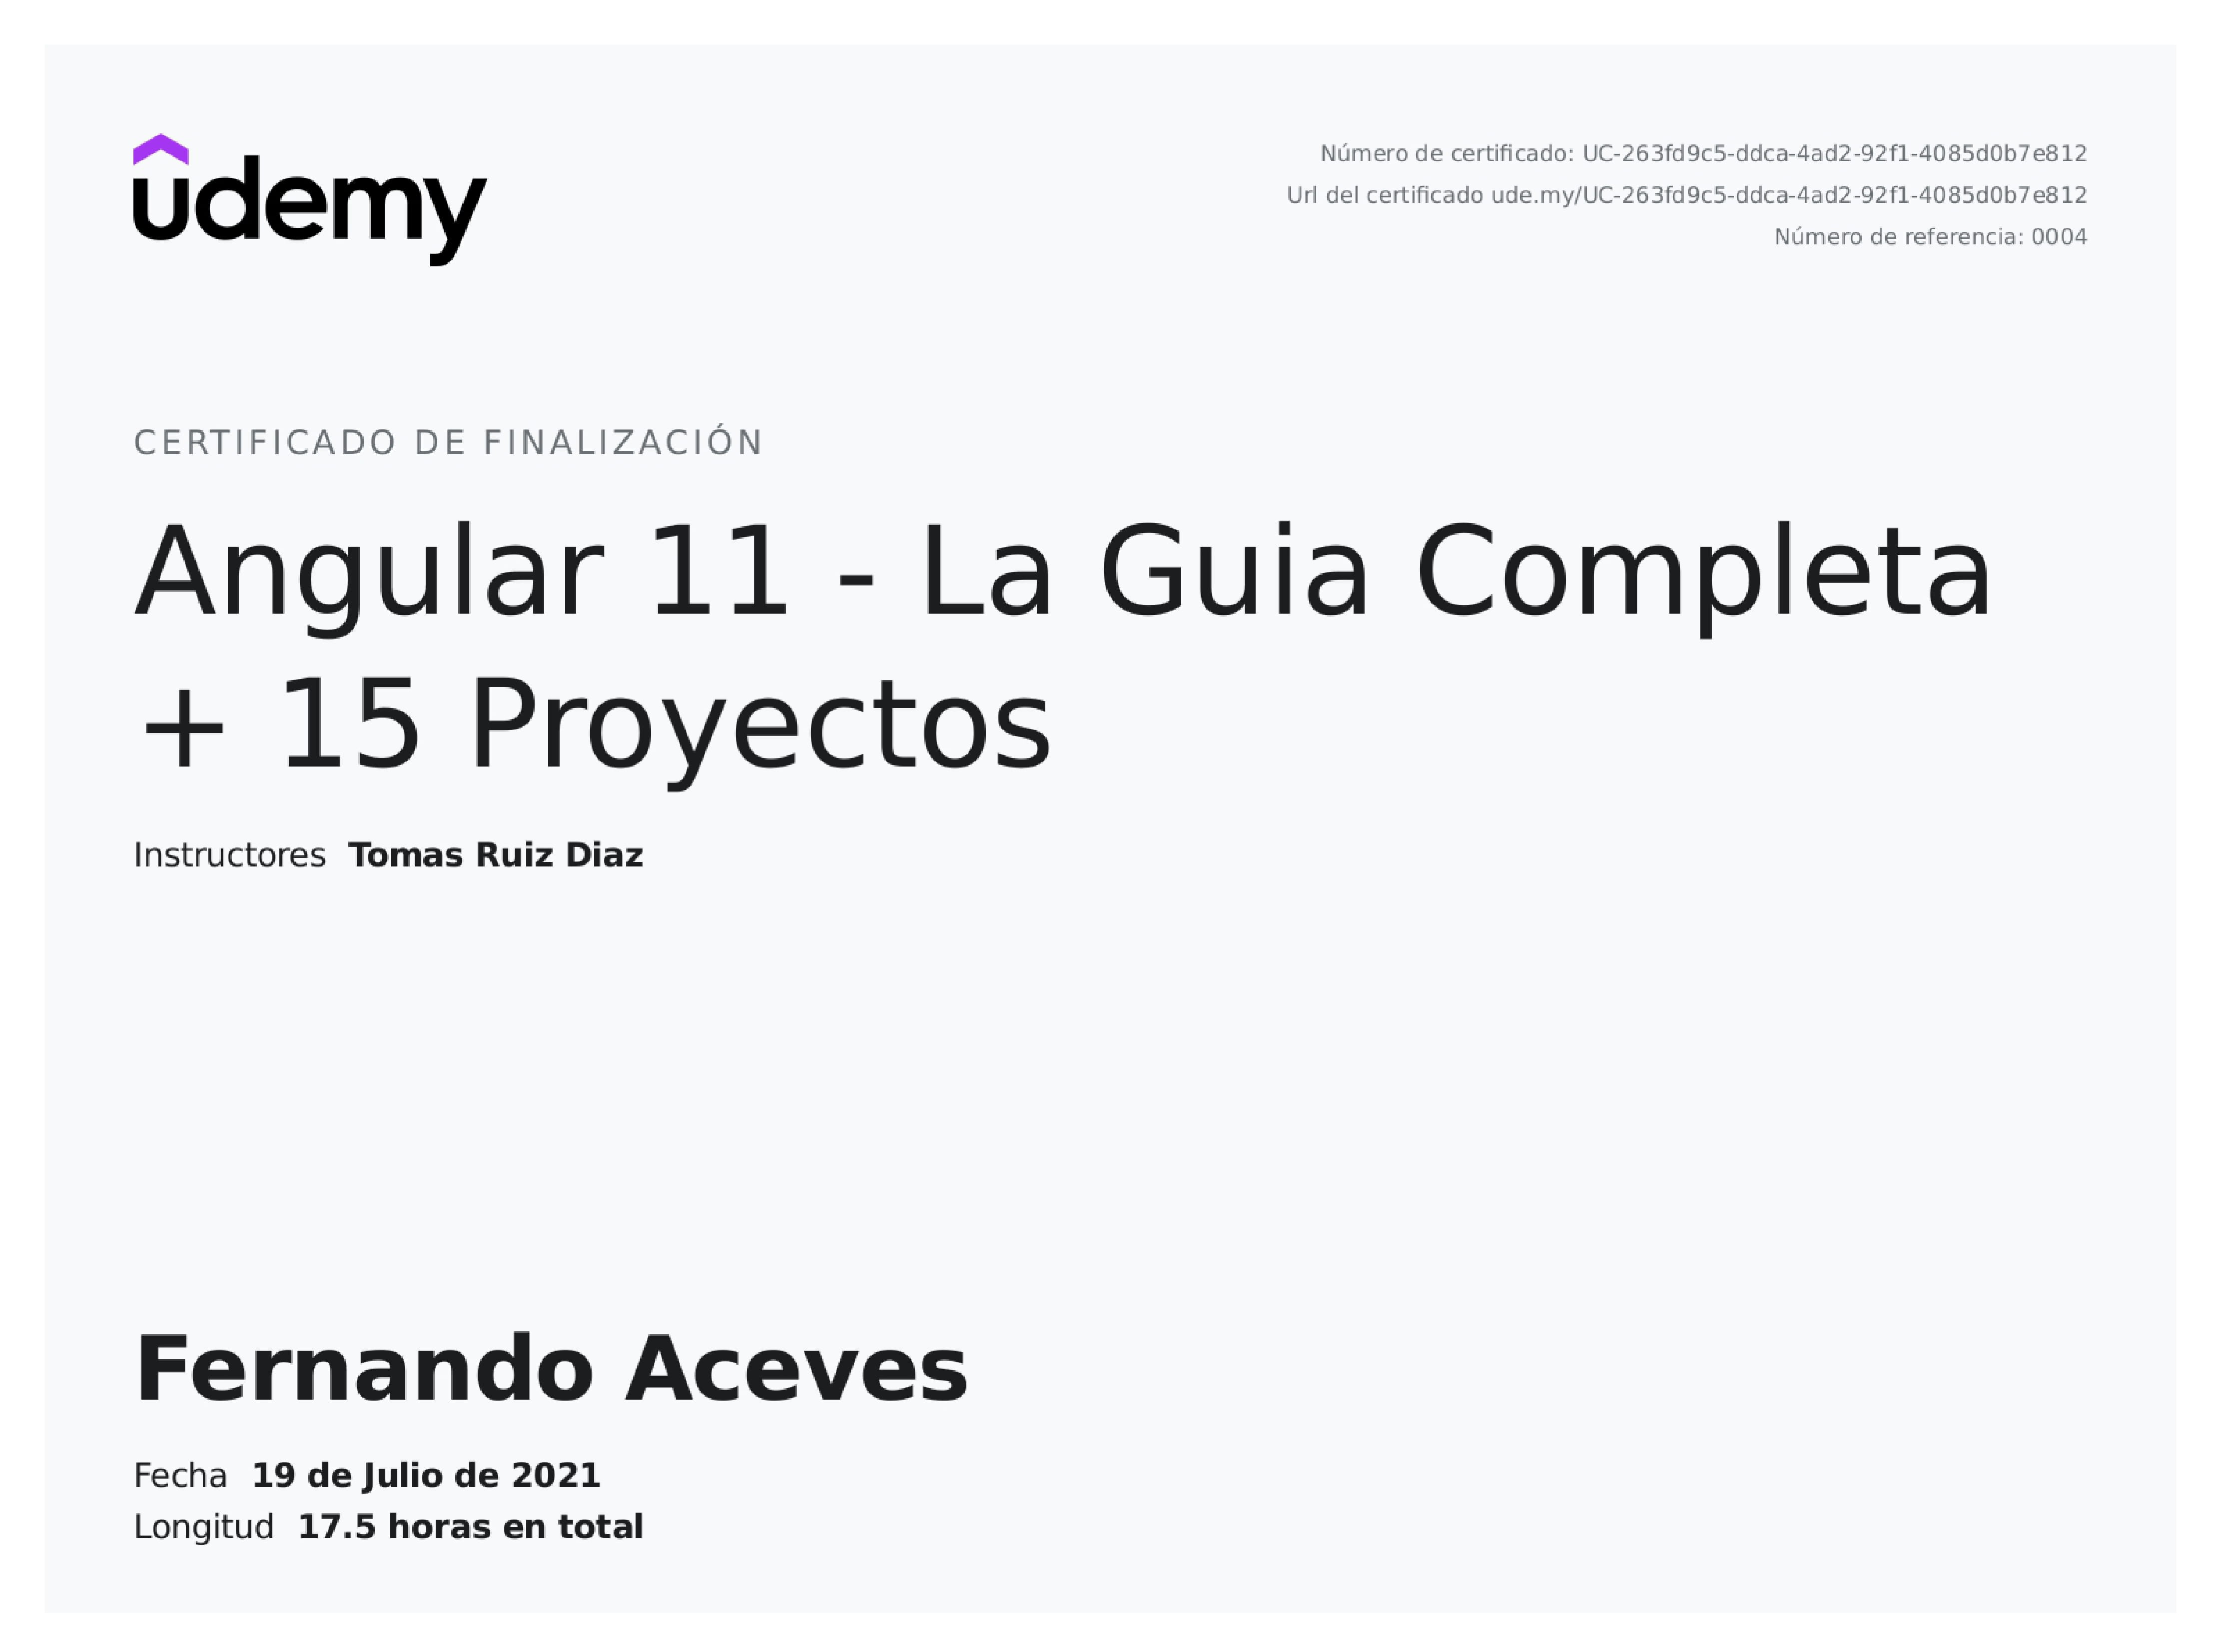 udemy
Número de certificado: UC-263fd9c5-ddca-4ad2-92f1-4085d0b7e812
Url del certificado ude.my/UC-263fd9c5-ddca-4ad2-92f1-4085d0b7e812
Número de referencia: 0004
CERTIFICADO DE FINALIZACIÓN
Angular 11 - La Guia Completa
+ 15 Proyectos
Instructores Tomas Ruiz Diaz
Fernando Aceves
Fecha 19 de Julio de 2021
Longitud 17.5 horas en total